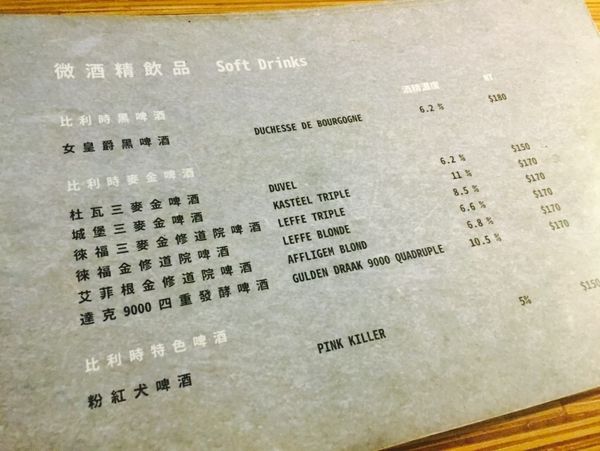 微酒精飲品 Soft Drinks
酒精濃度 NT
比利時黑啤酒
女皇爵黑啤酒 DUCHESSE DE BOURGOGNE 6.2 % $180
比利時麥金啤酒
杜瓦三麥金啤酒 DUVEL 6.2 % $150
城堡三麥金啤酒 KASTEEL TRIPLE 11 % $170
徠福三麥金修道院啤酒 LEFFE TRIPLE 8.5 % $170
徠福金修道院啤酒 LEFFE BLONDE 6.6 % $170
艾菲根金修道院啤酒 AFFLIGEM BLOND 6.8 % $170
達克9000四重發酵啤酒 GULDEN DRAAK 9000 QUADRUPLE 10.5 % $170
比利時特色啤酒
粉紅犬啤酒 PINK KILLER 5% $150